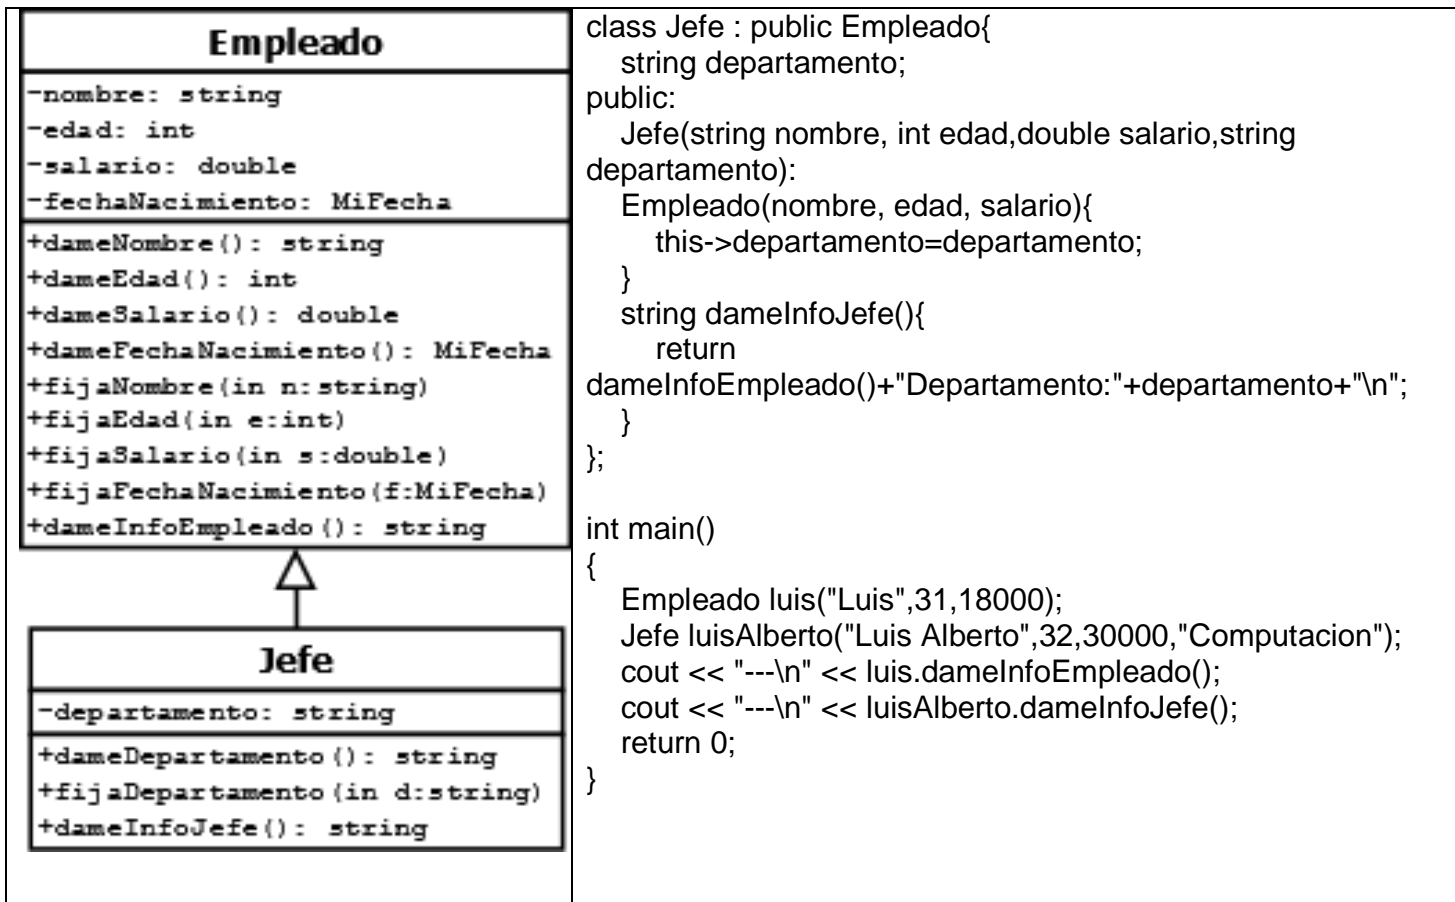 Empleado
-nombre: string
-edad: int
-salario: double
-fechaNacimiento: MiFecha
+dameNombre(): string
+dameEdad(): int
+dameSalario(): double
+dameFechaNacimiento(): MiFecha
+fijaNombre(in n:string)
+fijaEdad(in e:int)
+fijaSalario(in s:double)
+fijaFechaNacimiento(f:MiFecha)
+dameInfoEmpleado(): string
Jefe
-departamento: string
+dameDepartamento(): string
+fijaDepartamento(in d:string)
+dameInfoJefe(): string
class Jefe : public Empleado{
string departamento;
public:
Jefe(string nombre, int edad,double salario,string
departamento):
Empleado(nombre, edad, salario){
this->departamento=departamento;
}
string dameInfoJefe(){
return
dameInfoEmpleado()+"Departamento:"+departamento+"\n";
}
};
int main()
{
Empleado luis("Luis",31,18000);
Jefe luisAlberto("Luis Alberto",32,30000,"Computacion");
cout << "---\n" << luis.dameInfoEmpleado();
cout << "---\n" << luisAlberto.dameInfoJefe();
return 0;
}